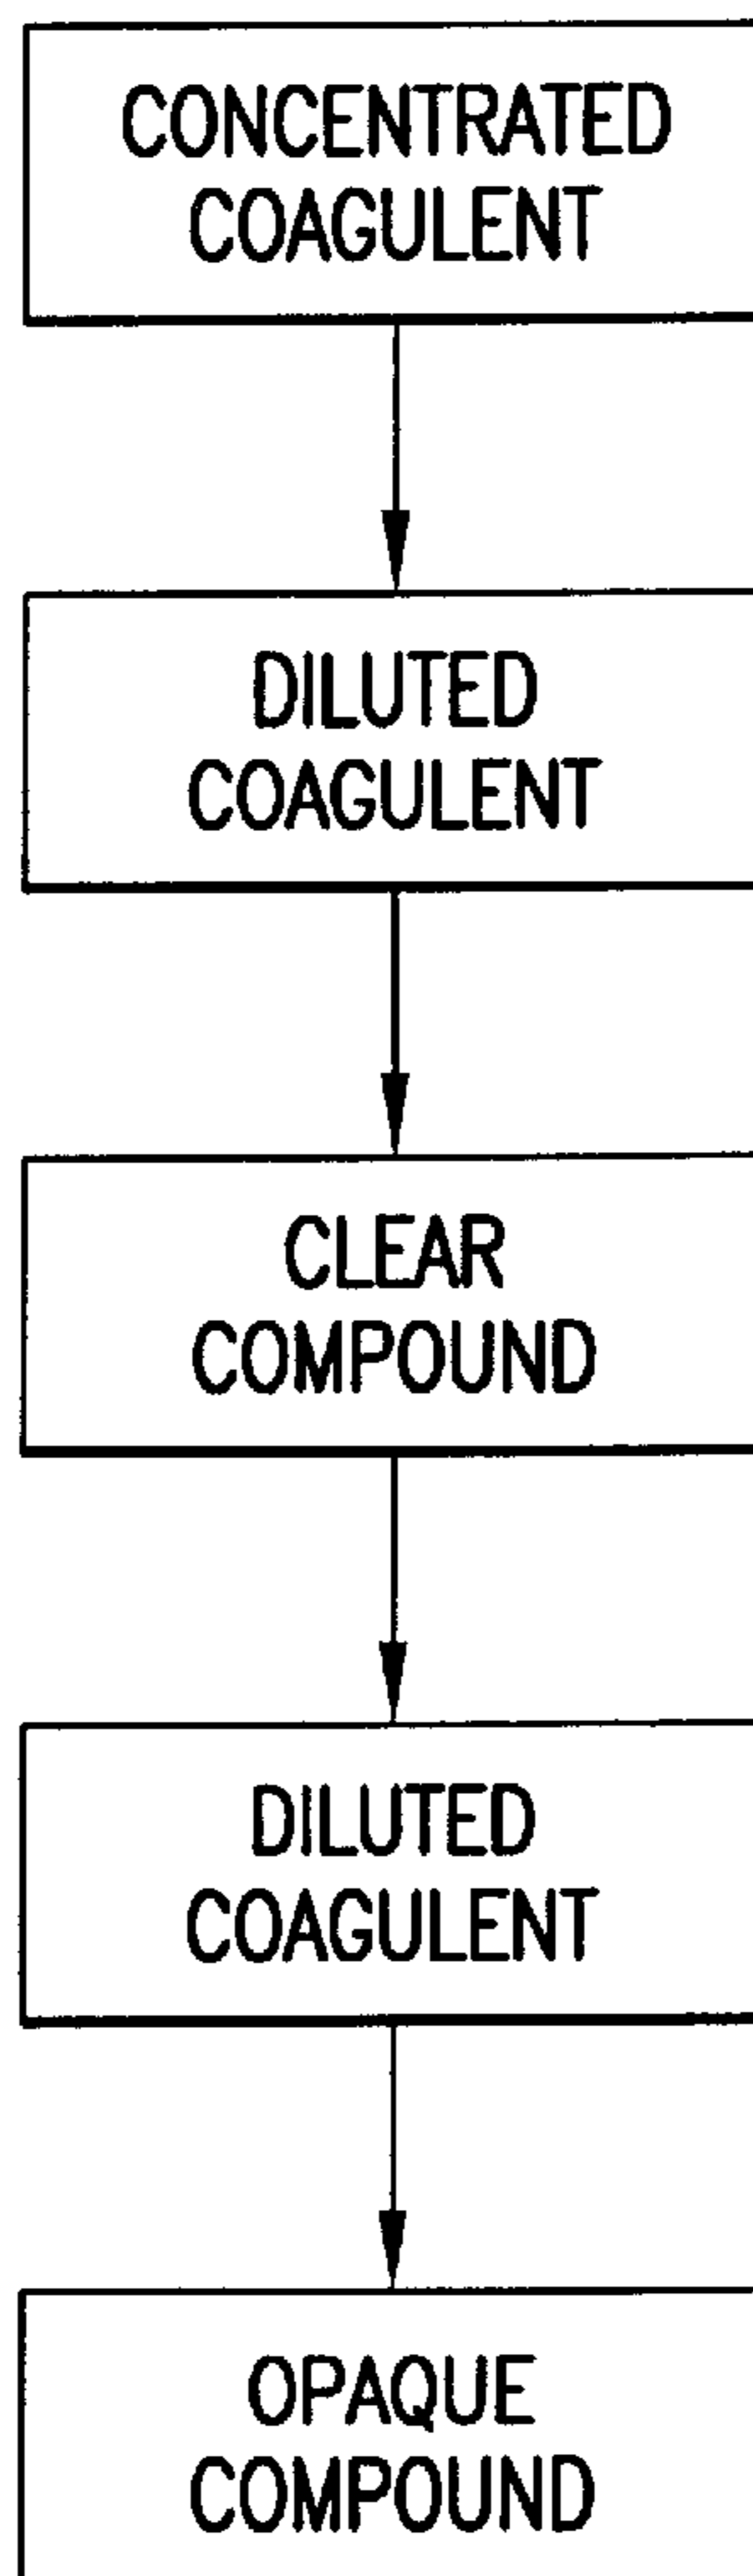 CONCENTRATED
COAGULENT
DILUTED
COAGULENT
CLEAR
COMPOUND
DILUTED
COAGULENT
OPAQUE
COMPOUND